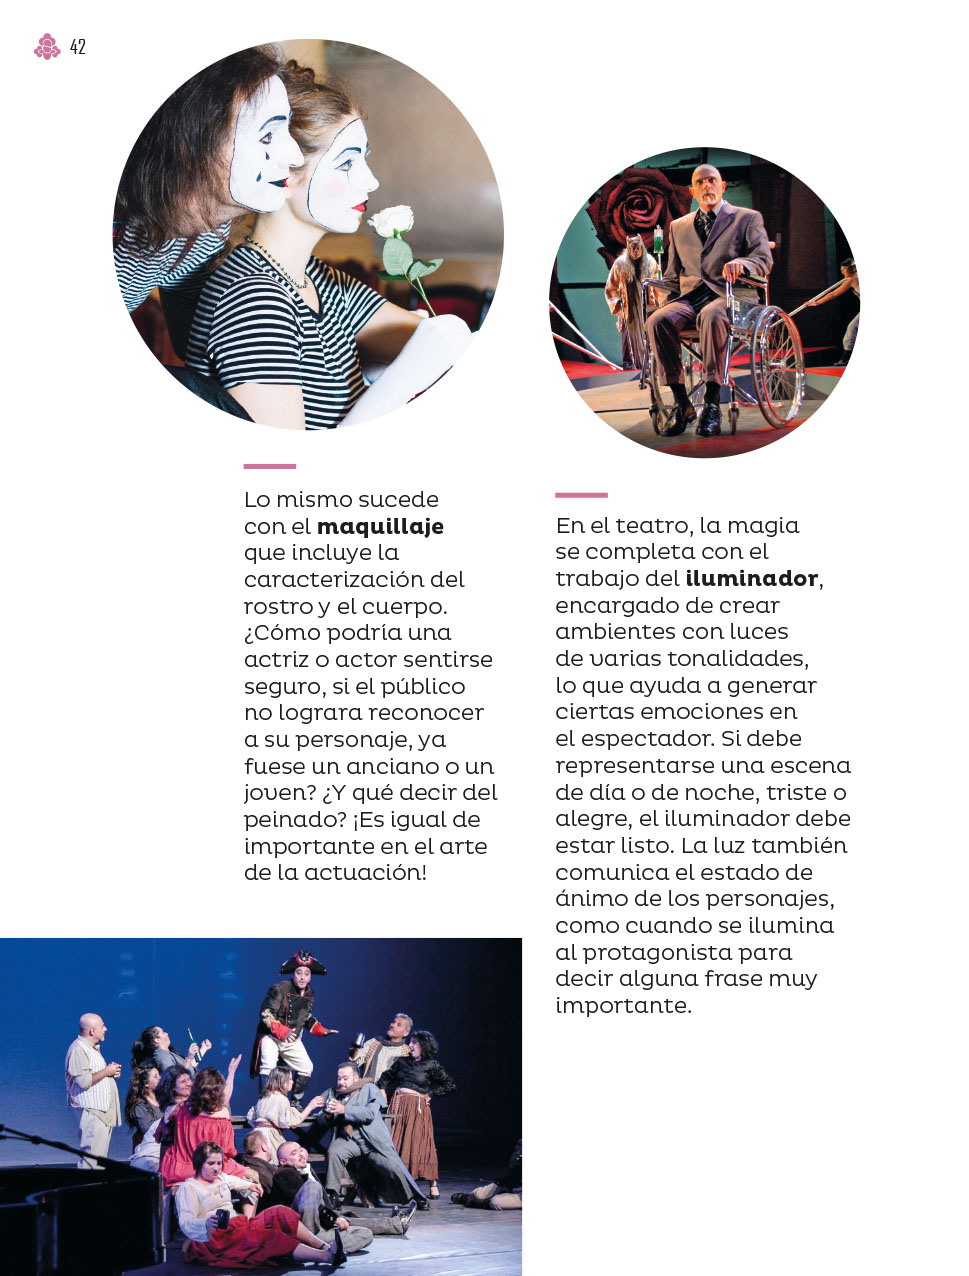 42
Lo mismo sucede
con el maquillaje
que incluye la
caracterización del
rostro y el cuerpo.
¿Cómo podría una
actriz o actor sentirse
seguro, si el público
no lograra reconocer
a su personaje, ya
fuese un anciano o un
joven? ¿Y qué decir del
peinado? ¡Es igual de
importante en el arte
de la actuación!
En el teatro, la magia
se completa con el
trabajo del iluminador,
encargado de crear
ambientes con luces
de varias tonalidades,
lo que ayuda a generar
ciertas emociones en
el espectador. Si debe
representarse una escena
de día o de noche, triste o
alegre, el iluminador debe
estar listo. La luz también
comunica el estado de
ánimo de los personajes,
como cuando se ilumina
al protagonista para
decir alguna frase muy
importante.